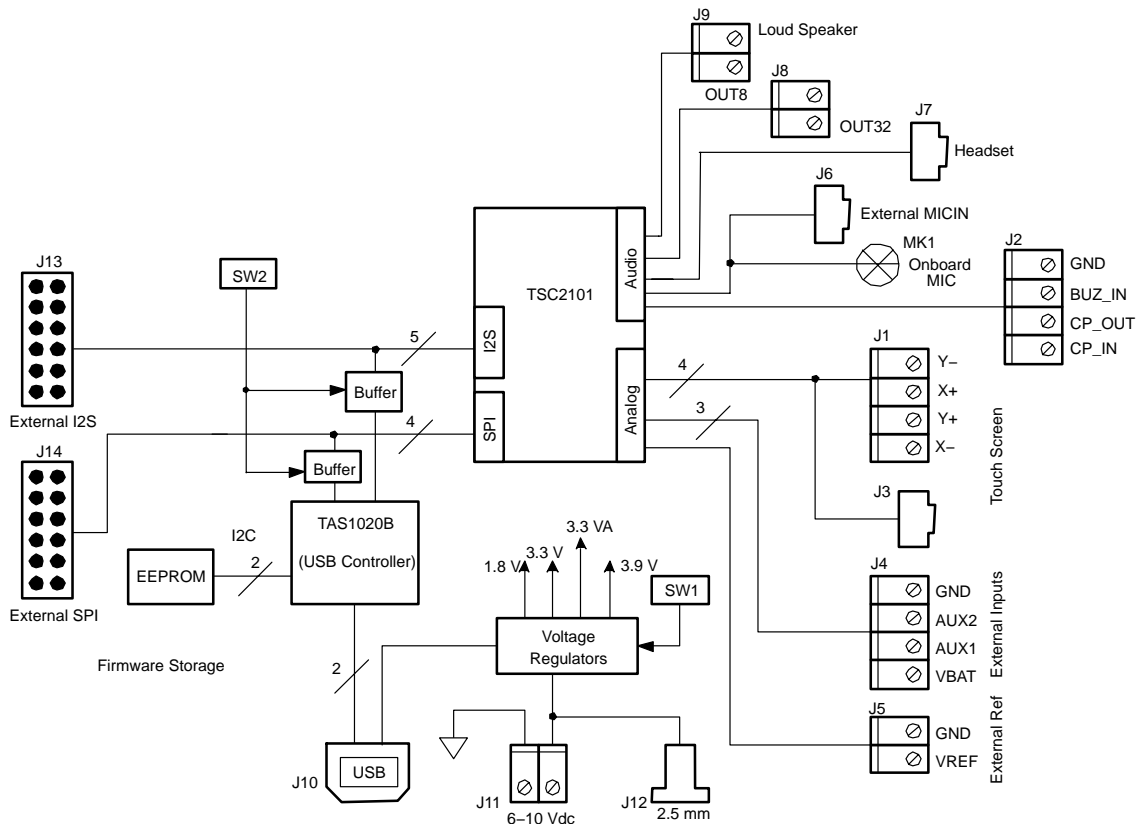 J9
Loud Speaker
OUT8
J8
OUT32
J7
Headset
J6
External MICIN
MK1
Onboard
MIC
J2
GND
BUZ_IN
CP_OUT
CP_IN
J13
External I2S
SW2
5
I2S
TSC2101
Audio
Buffer
J14
External SPI
4
SPI
Analog
Buffer
4
3
J1
Y–
X+
Y+
X–
Touch Screen
J3
TAS1020B
(USB Controller)
I2C
2
EEPROM
Firmware Storage
1.8 V
3.3 V
3.3 VA
3.9 V
SW1
Voltage
Regulators
J4
GND
AUX2
AUX1
VBAT
External Inputs
J5
GND
VREF
External Ref
2
USB
J10
J11
6–10 Vdc
J12
2.5 mm